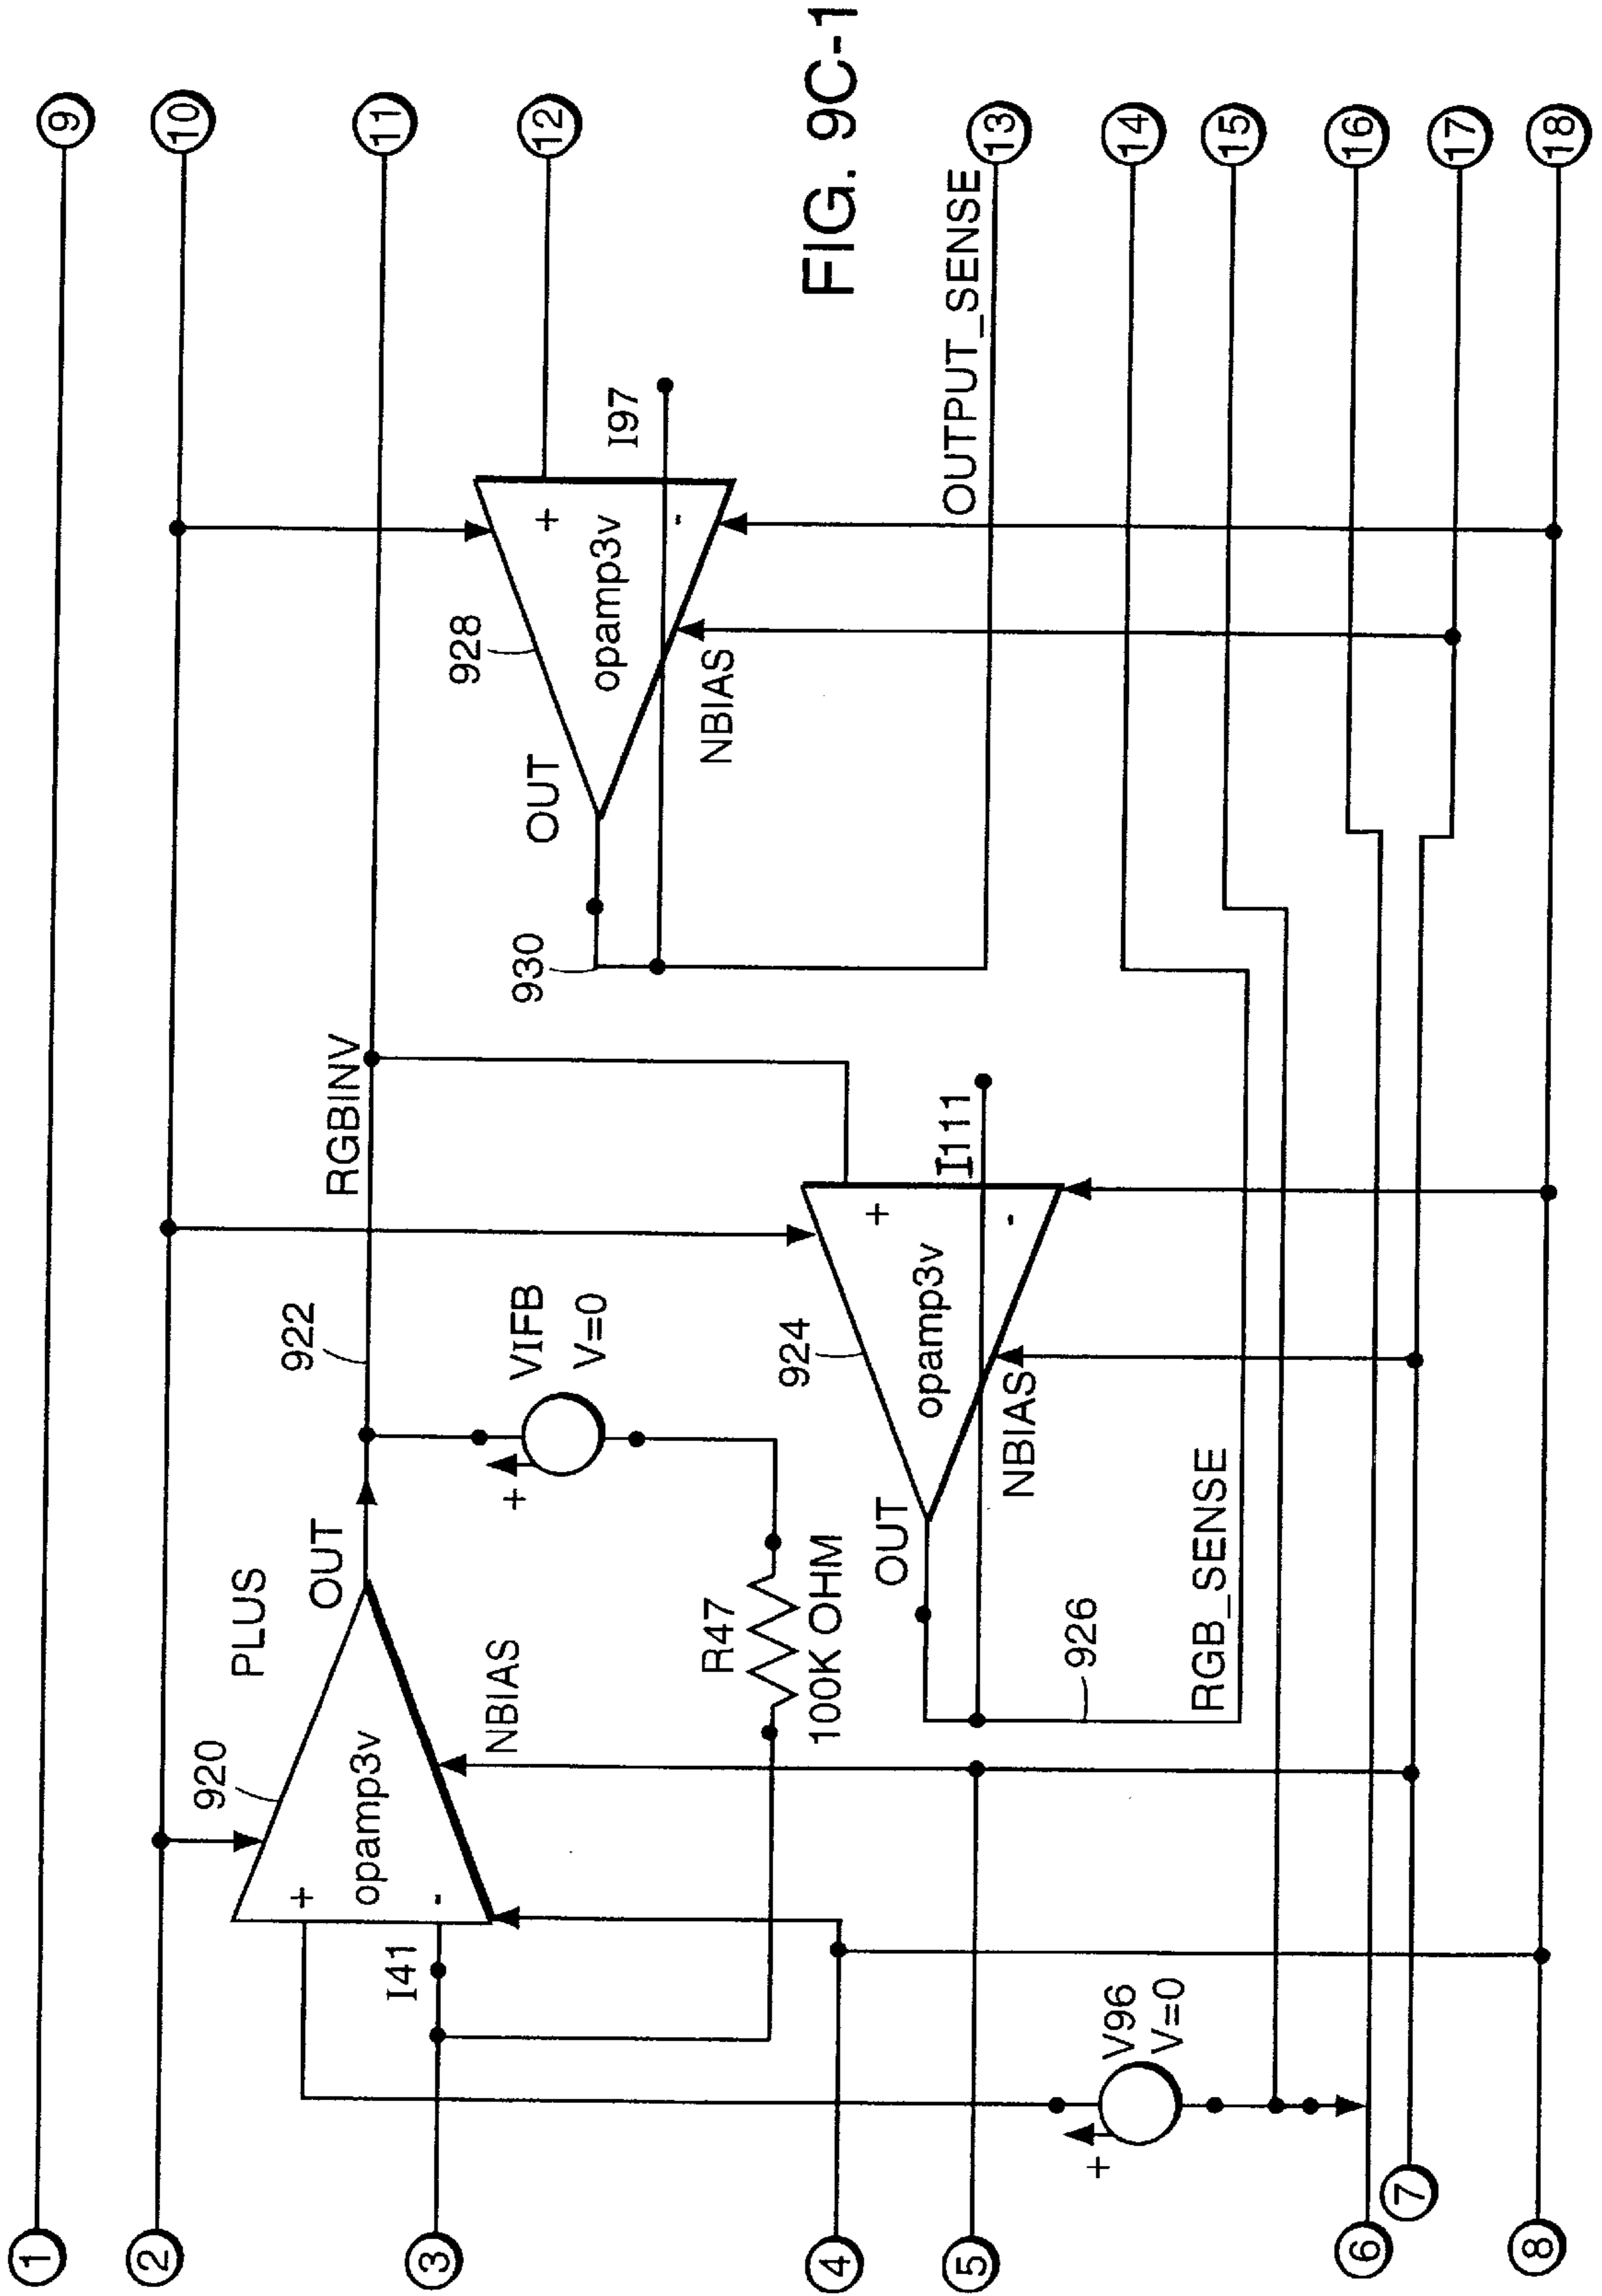 1
9
2
10
920
PLUS
OUT
922
RGBINV
11
+
opamp3v
-
I41
NBIAS
3
VIFB
V=0
+
R47
100K OHM
930
OUT
928
+
opamp3v
-
I97
NBIAS
12
924
OUT
+
opamp3v
-
I111
NBIAS
926
RGB_SENSE
OUTPUT_SENSE
13
4
5
14
V96
V=0
+
15
6
16
7
17
8
18
FIG. 9C-1